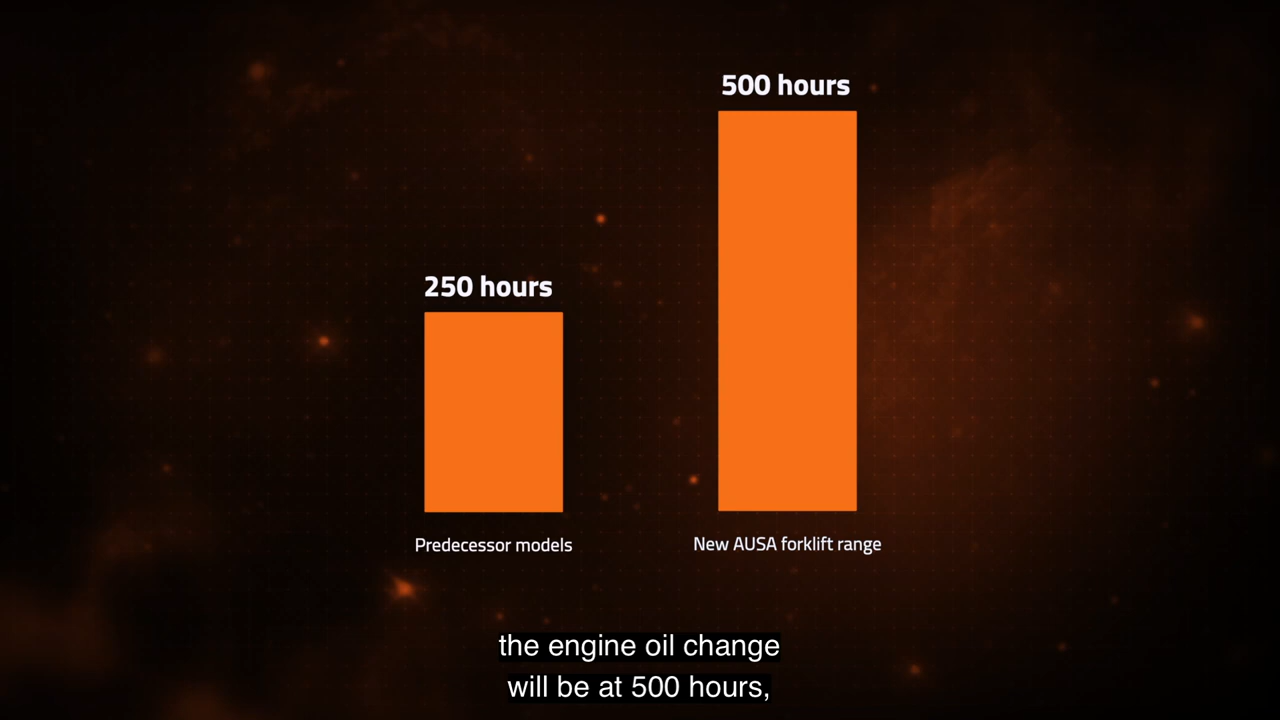 500 hours
250 hours
Predecessor models
New AUSA forklift range
the engine oil change
will be at 500 hours,